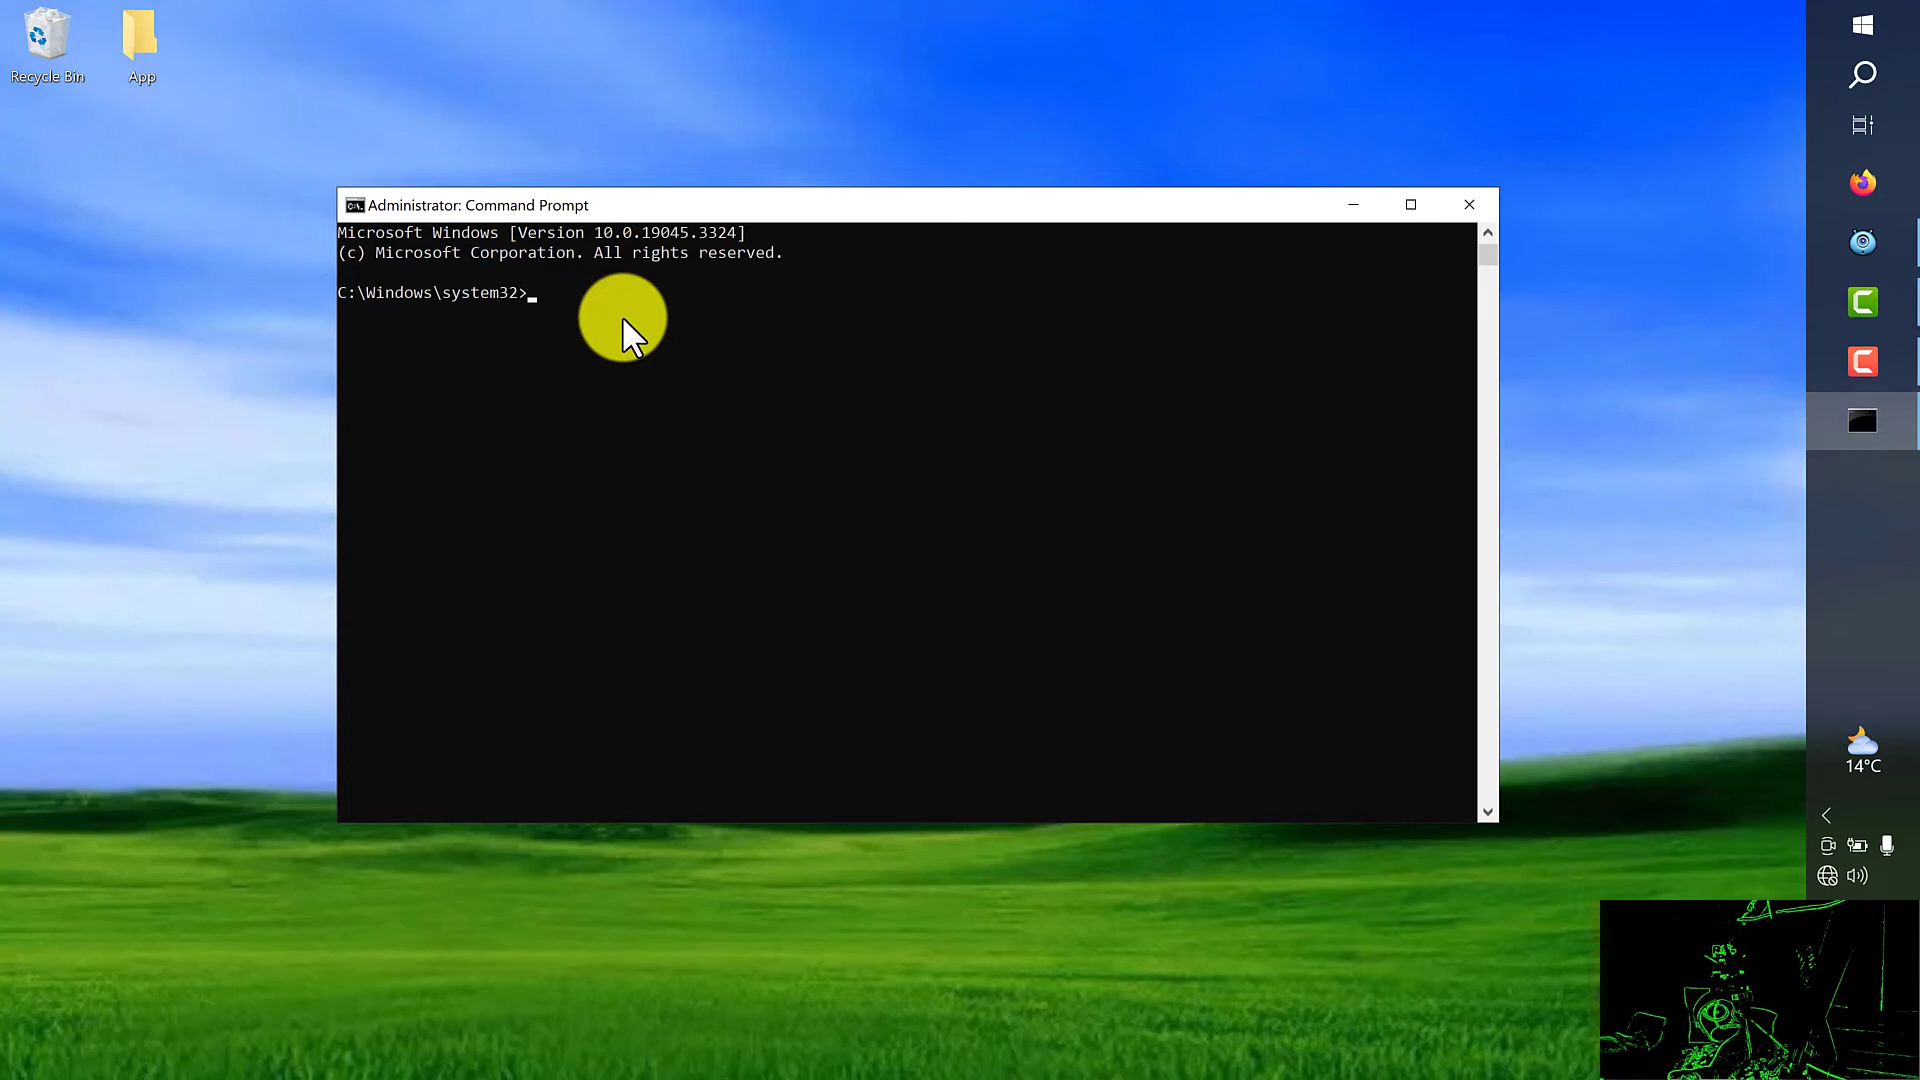 Recycle Bin
App
Administrator: Command Prompt
Microsoft Windows [Version 10.0.19045.3324]
(c) Microsoft Corporation. All rights reserved.
C:\Windows\system32>
14°C